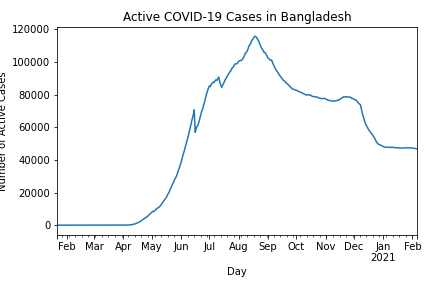 Active COVID-19 Cases in Bangladesh
120000
100000
80000
60000
40000
20000
0
Number of Active Cases
Feb Mar Apr May Jun Jul Aug Sep Oct Nov Dec Jan Feb
2021
Day